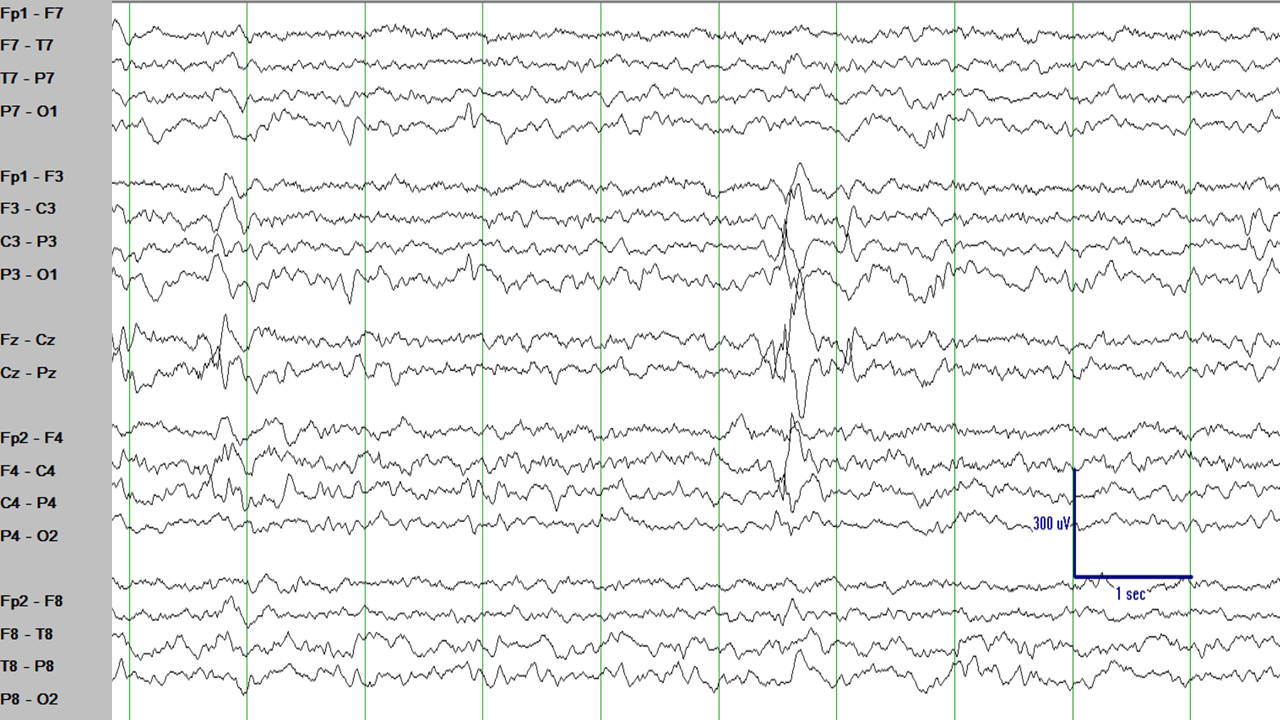 Fp1 - F7
F7 - T7
T7 - P7
P7 - O1
Fp1 - F3
F3 - C3
C3 - P3
P3 - O1
Fz - Cz
Cz - Pz
Fp2 - F4
F4 - C4
C4 - P4
P4 - O2
300 uV
1 sec
Fp2 - F8
F8 - T8
T8 - P8
P8 - O2